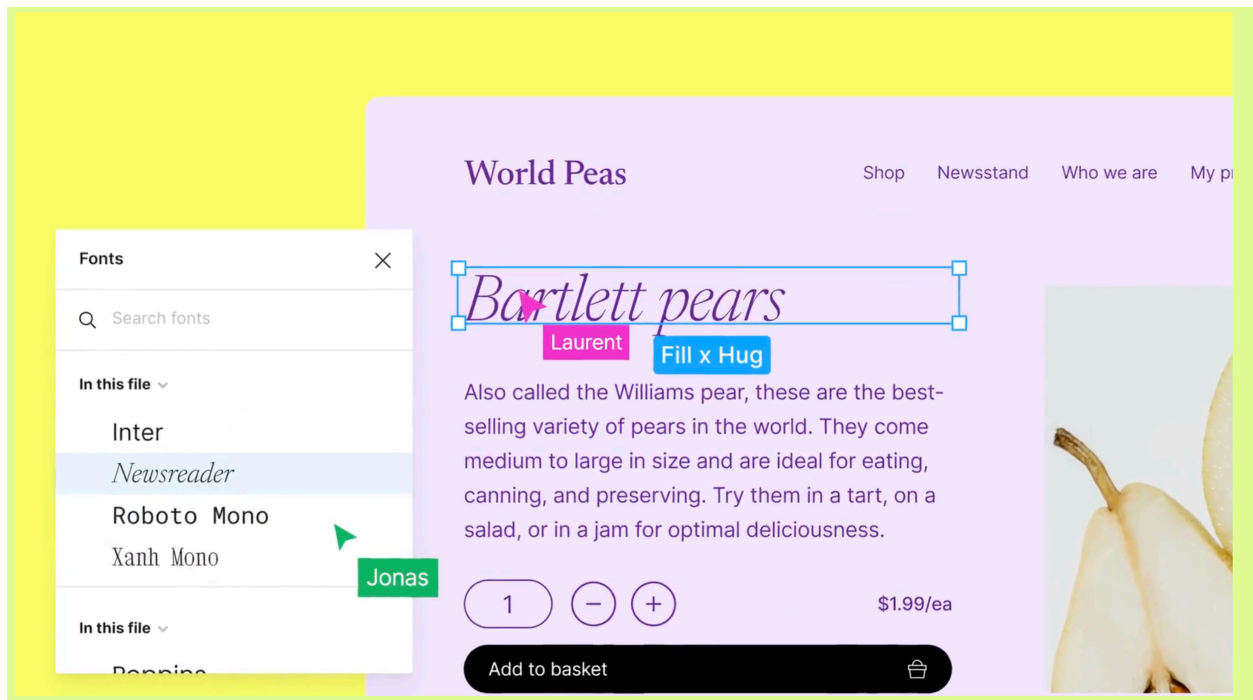 World Peas
Shop Newsstand Who we are My pr
Fonts
Search fonts
In this file
Inter
Newsreader
Roboto Mono
Xanh Mono
In this file
Poppins
Jonas
Bartlett pears
Laurent
Fill x Hug
Also called the Williams pear, these are the best-
selling variety of pears in the world. They come
medium to large in size and are ideal for eating,
canning, and preserving. Try them in a tart, on a
salad, or in a jam for optimal deliciousness.
1 − + $1.99/ea
Add to basket